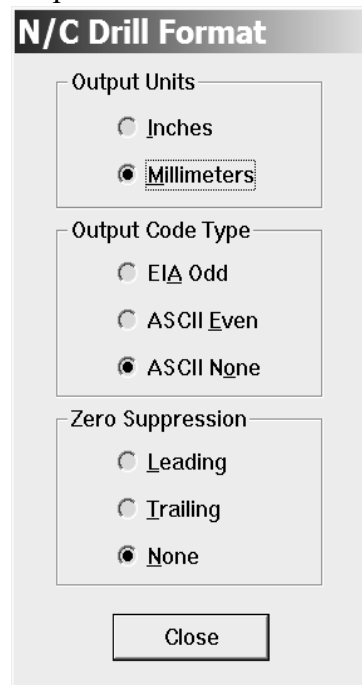 N/C Drill Format
Output Units
Inches
Millimeters
Output Code Type
EIA Odd
ASCII Even
ASCII None
Zero Suppression
Leading
Trailing
None
Close